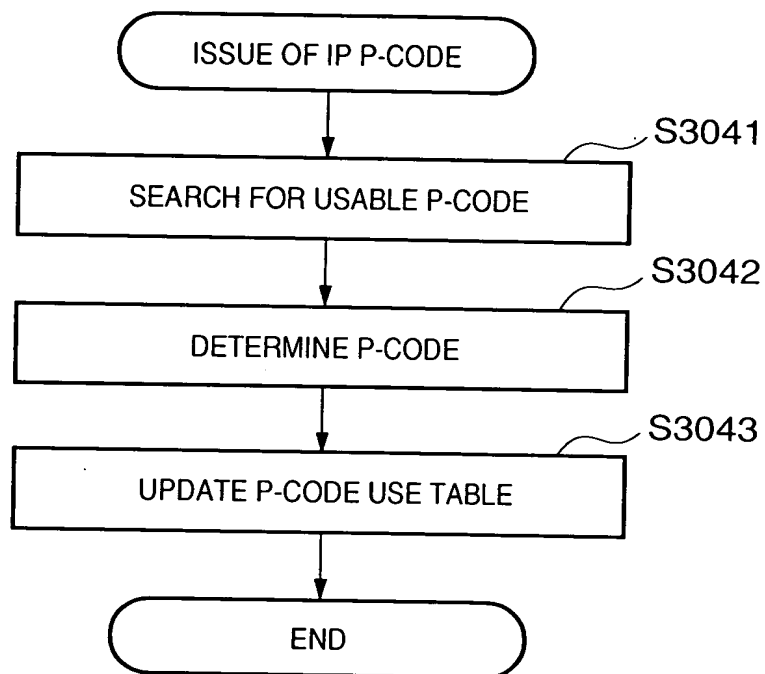 ISSUE OF IP P-CODE
S3041
SEARCH FOR USABLE P-CODE
S3042
DETERMINE P-CODE
S3043
UPDATE P-CODE USE TABLE
END